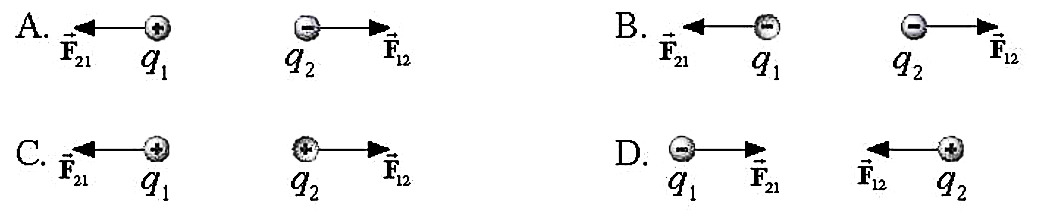 A. + − B. − −
F⃗₂₁ q₁ q₂ F⃗₁₂ F⃗₂₁ q₁ q₂ F⃗₁₂
C. + + D. − +
F⃗₂₁ q₁ q₂ F⃗₁₂ q₁ F⃗₂₁ F⃗₁₂ q₂